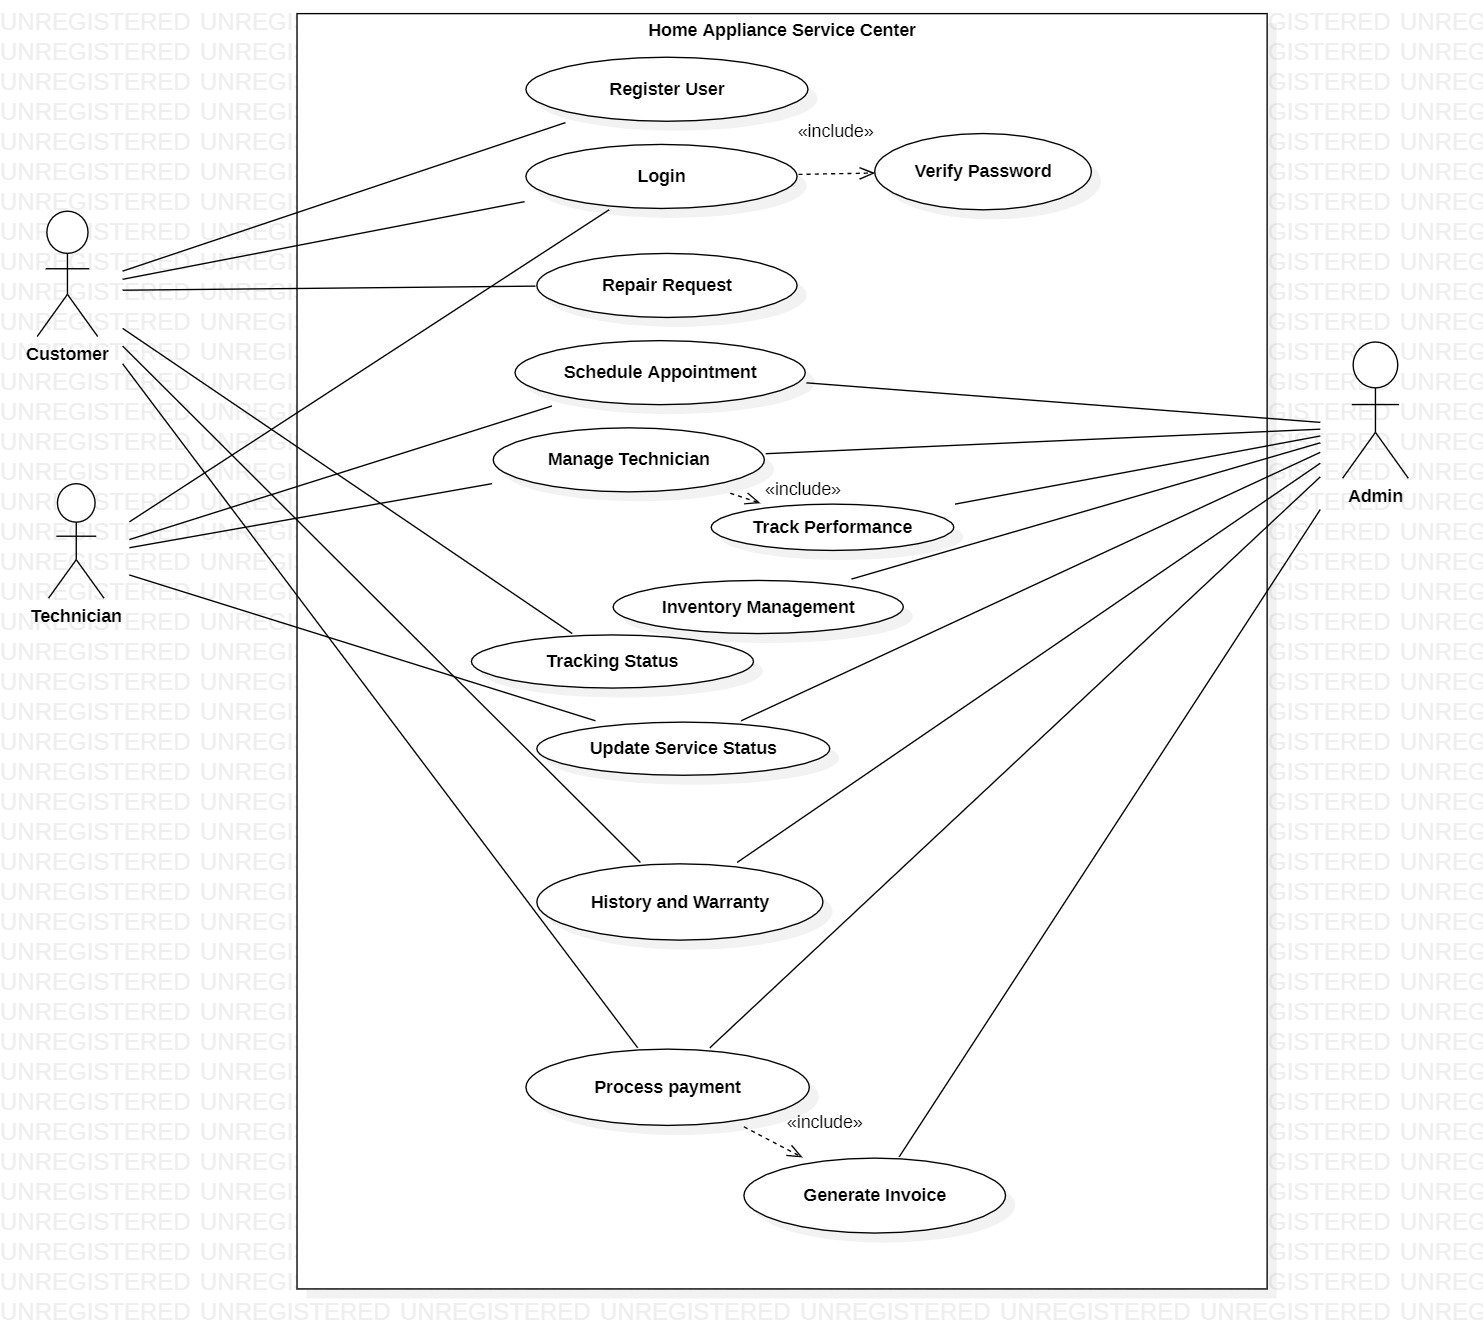 Home Appliance Service Center
Register User
«include»
Login
Verify Password
Repair Request
Customer
Schedule Appointment
Manage Technician
«include»
Admin
Track Performance
Technician
Inventory Management
Tracking Status
Update Service Status
History and Warranty
Process payment
«include»
Generate Invoice
UNREGISTERED UNREGISTERED UNREGISTERED UNREGISTERED UNREGISTERED UNREGISTERED UNREGISTERED